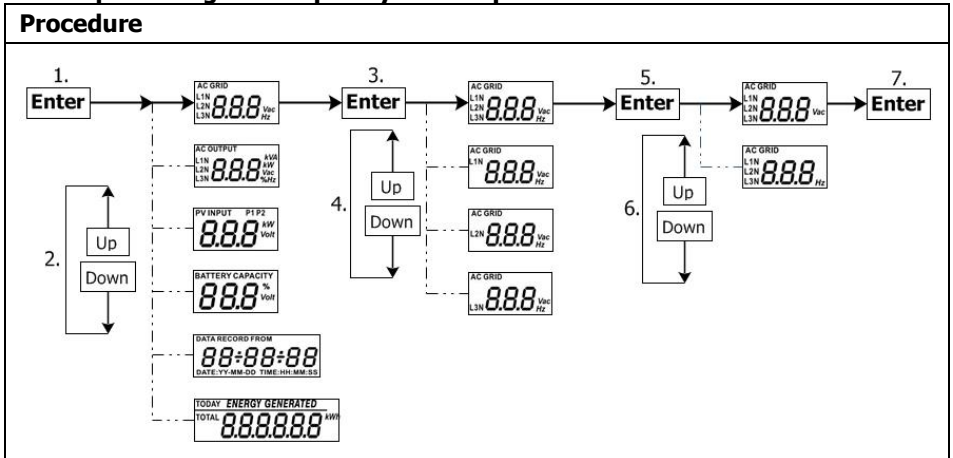 Procedure
1.
Enter
AC GRID
L1N
L2N
L3N
8.8.8
Vac
Hz
3.
Enter
AC GRID
L1N
L2N
L3N
8.8.8
Vac
Hz
5.
Enter
AC GRID
L1N
L2N
L3N
8.8.8
Vac
7.
Enter
AC OUTPUT
L1N
L2N
L3N
8.8.8
kVA
kW
Vac
%Hz
AC GRID
L1N
8.8.8
Vac
Hz
AC GRID
L1N
L2N
L3N
8.8.8
Hz
2.
Up
Down
PV INPUT P1P2
8.8.8
kW
Volt
4.
Up
Down
AC GRID
L2N
8.8.8
Vac
Hz
6.
Up
Down
BATTERY CAPACITY
8.8.8
%
Volt
AC GRID
L3N
8.8.8
Vac
Hz
DATA RECORD FROM
88:88:88
DATE:YY-MM-DD TIME:HH:MM:SS
TODAY ENERGY GENERATED
TOTAL
8.8.8.8.8.8
kWh